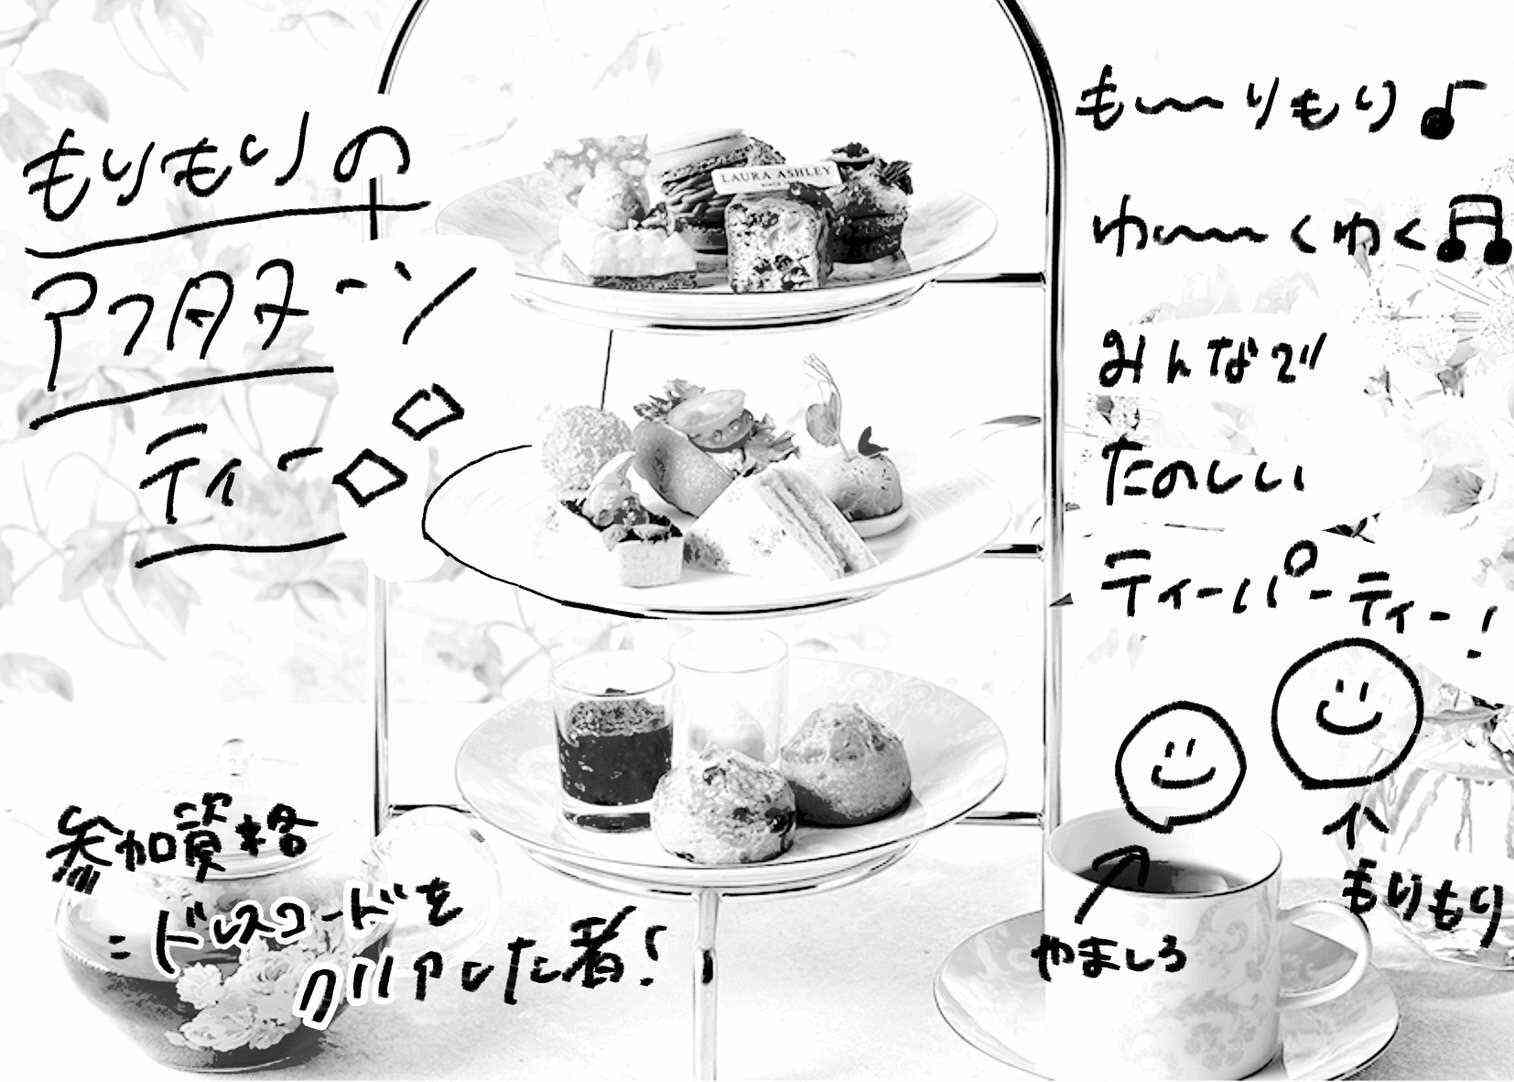 もりもりの
アフタヌーン
ティー
LAURA ASHLEY
も〜〜りもり♪
わ〜〜くわく♬
みんなで
たのしい
ティーパーティー!
もりもり
やましろ
参加資格
=ドレスコードを
クリアした者!